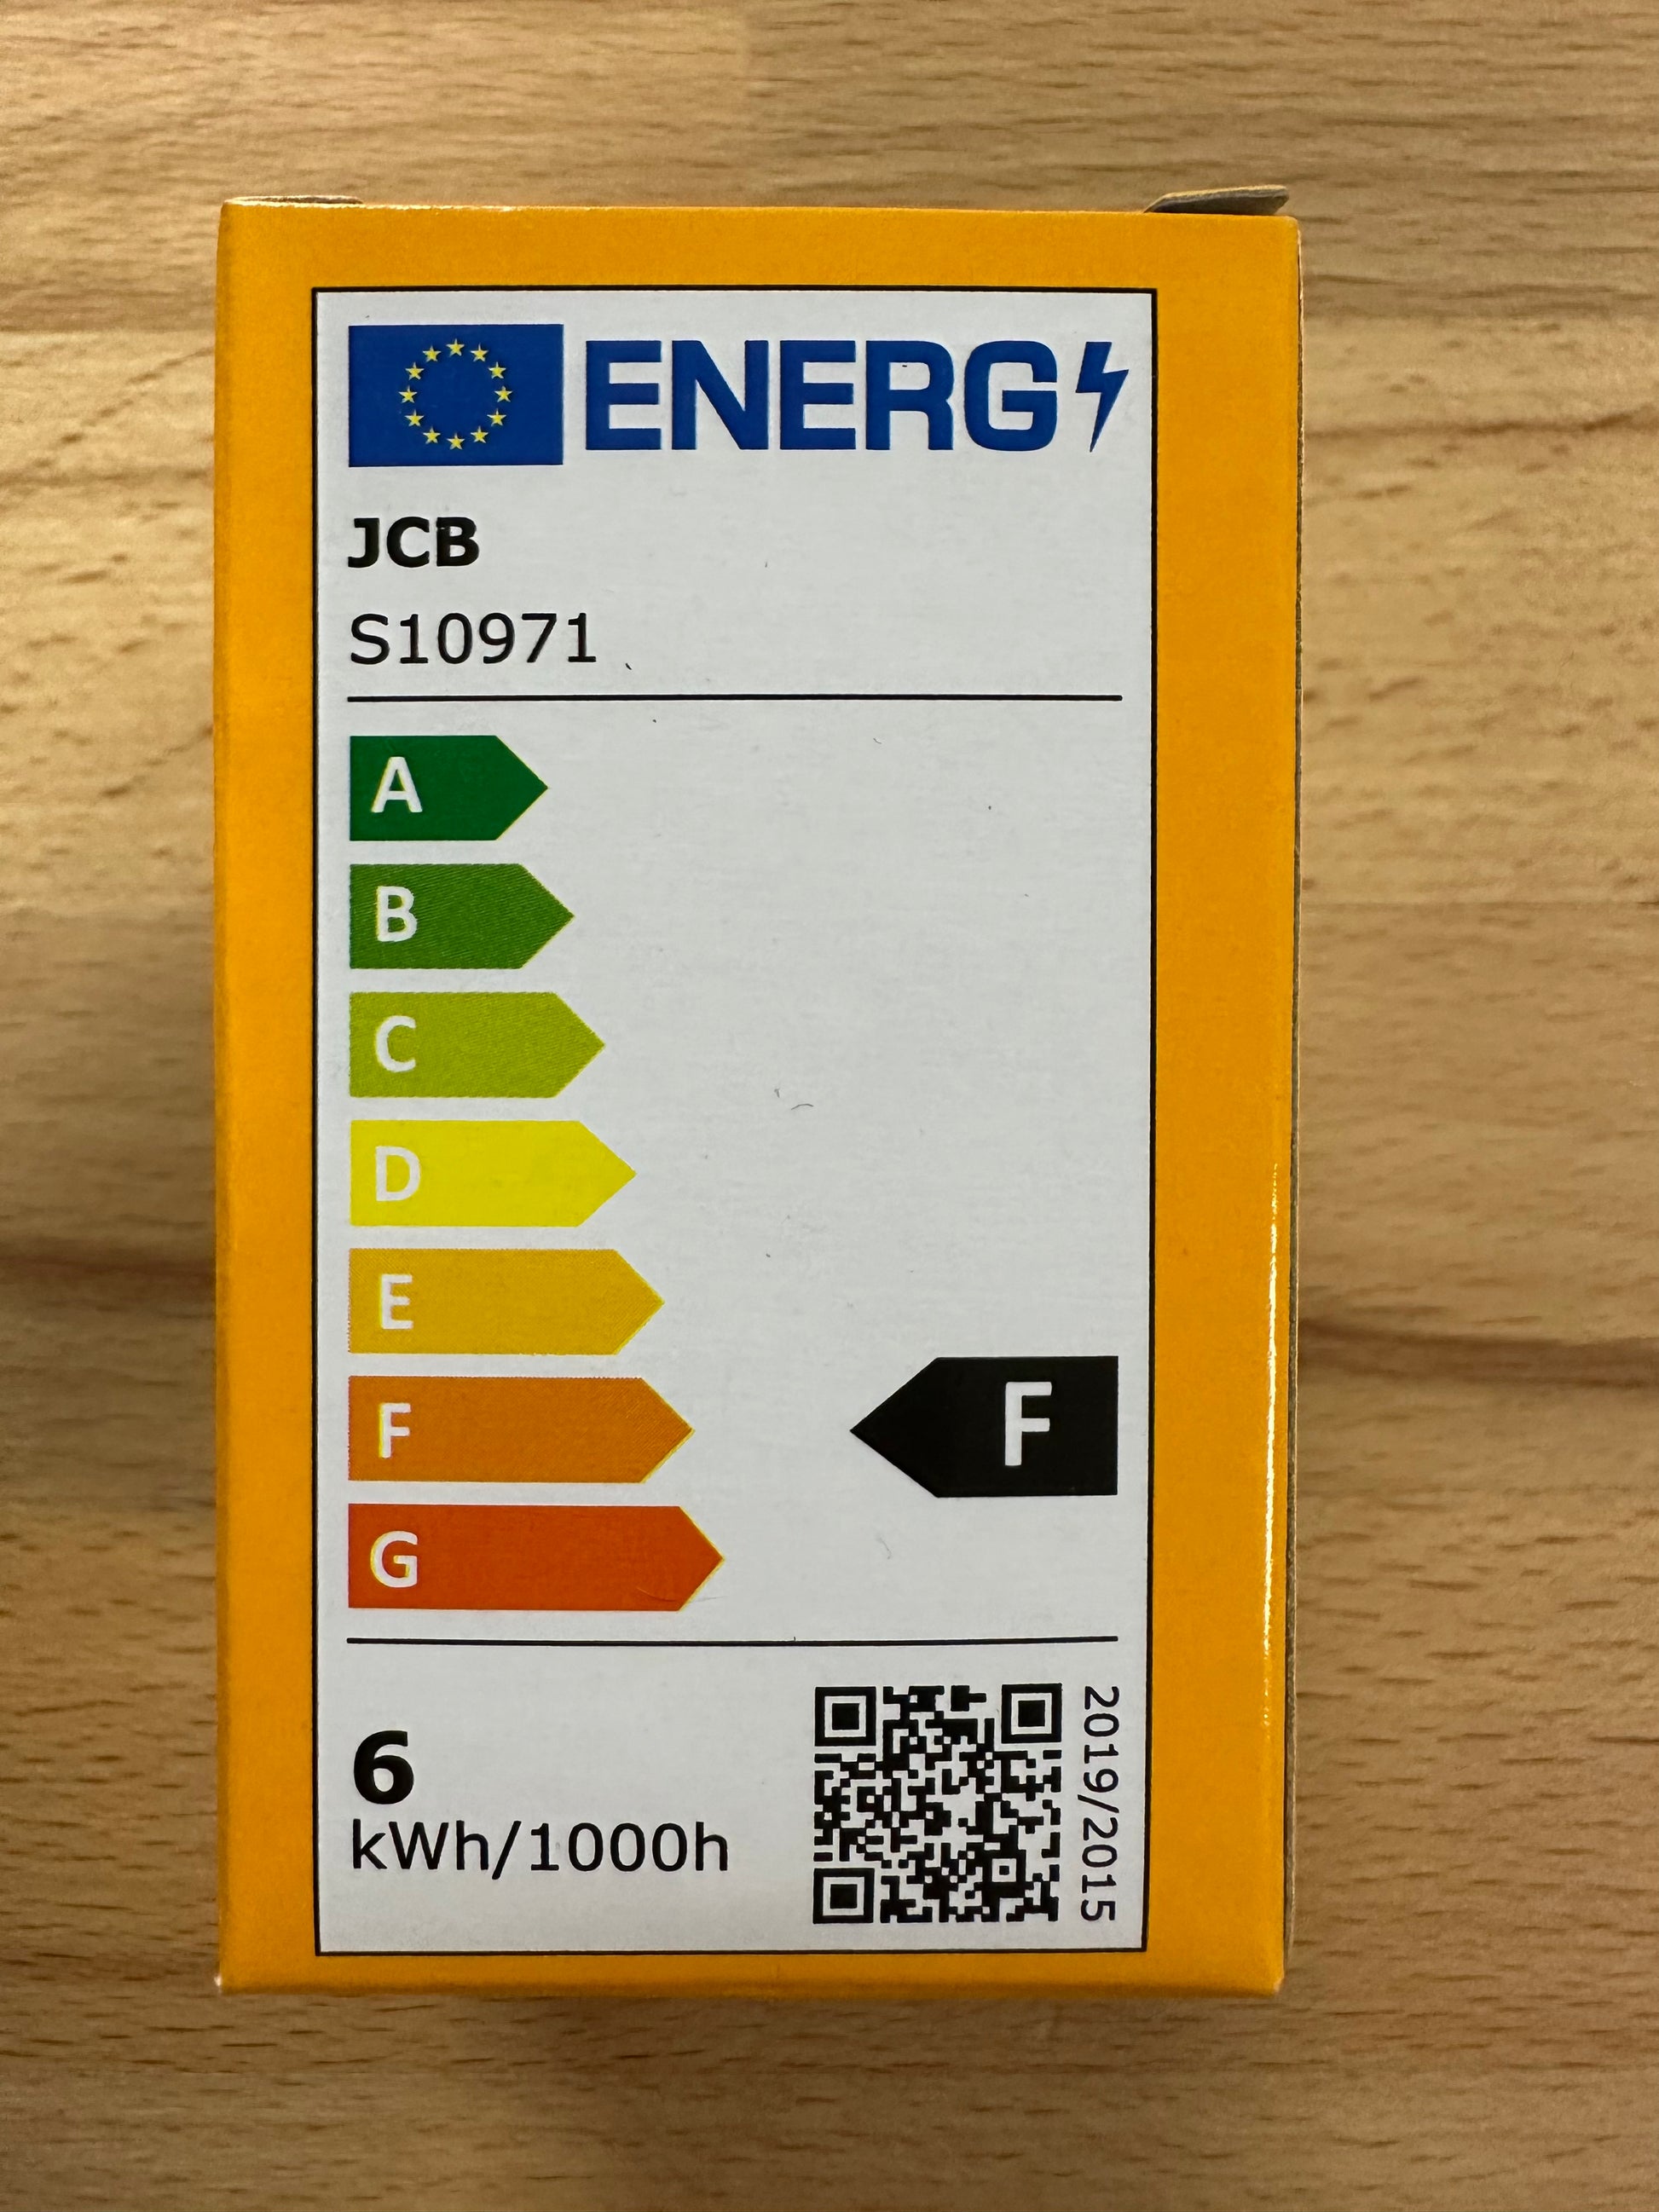 ENERG
JCB
S10971
A
B
C
D
E
F
F
G
6
kWh/1000h
2019/2015